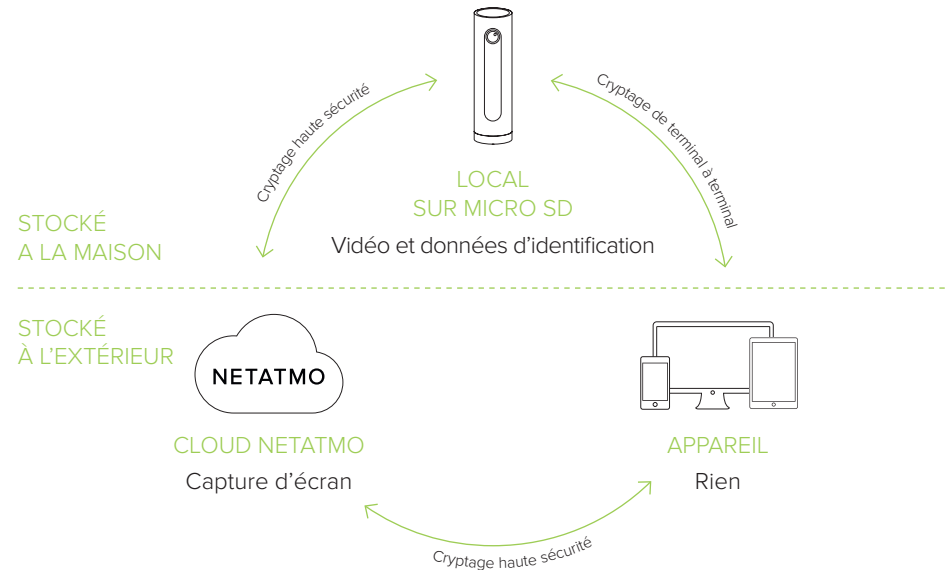 Cryptage haute sécurité
Cryptage de terminal à terminal
LOCAL
SUR MICRO SD
Vidéo et données d’identification
STOCKÉ
A LA MAISON
STOCKÉ
À L’EXTÉRIEUR
NETATMO
CLOUD NETATMO
Capture d’écran
APPAREIL
Rien
Cryptage haute sécurité